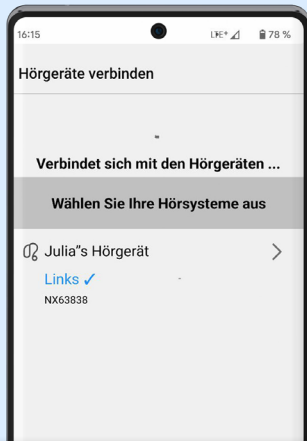 16:15 LTE+ 78 %
Hörgeräte verbinden
Verbindet sich mit den Hörgeräten ...
Wählen Sie Ihre Hörsysteme aus
Julia"s Hörgerät
Links ✓
NX63838